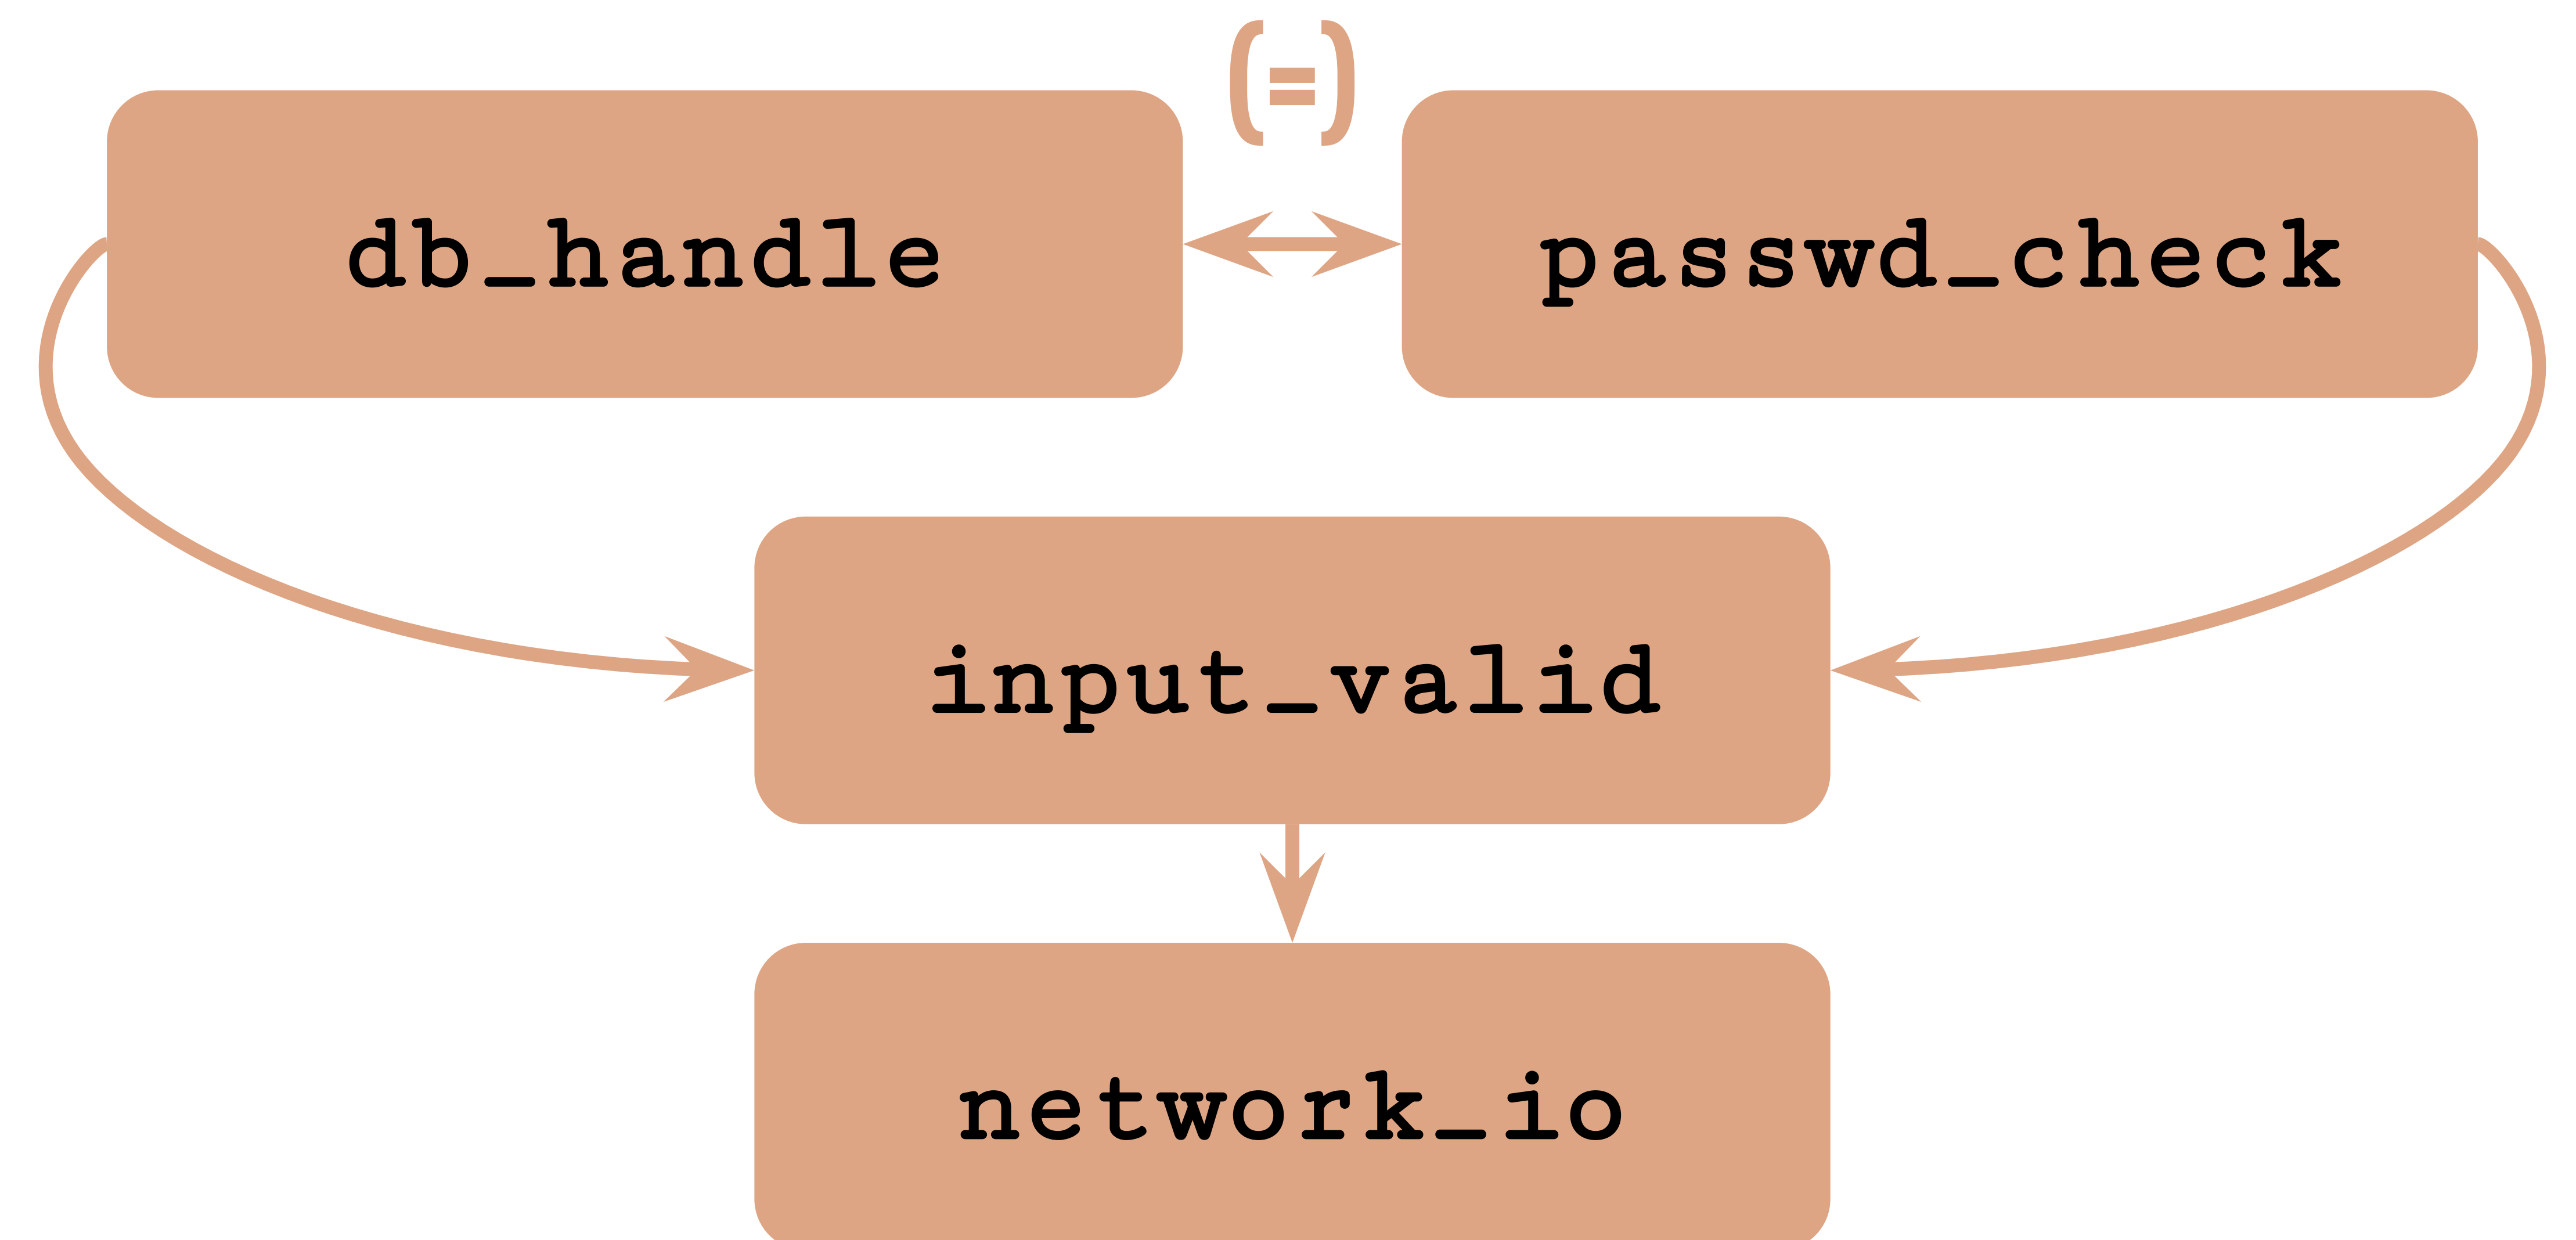 (=)
db_handle
passwd_check
input_valid
network_io